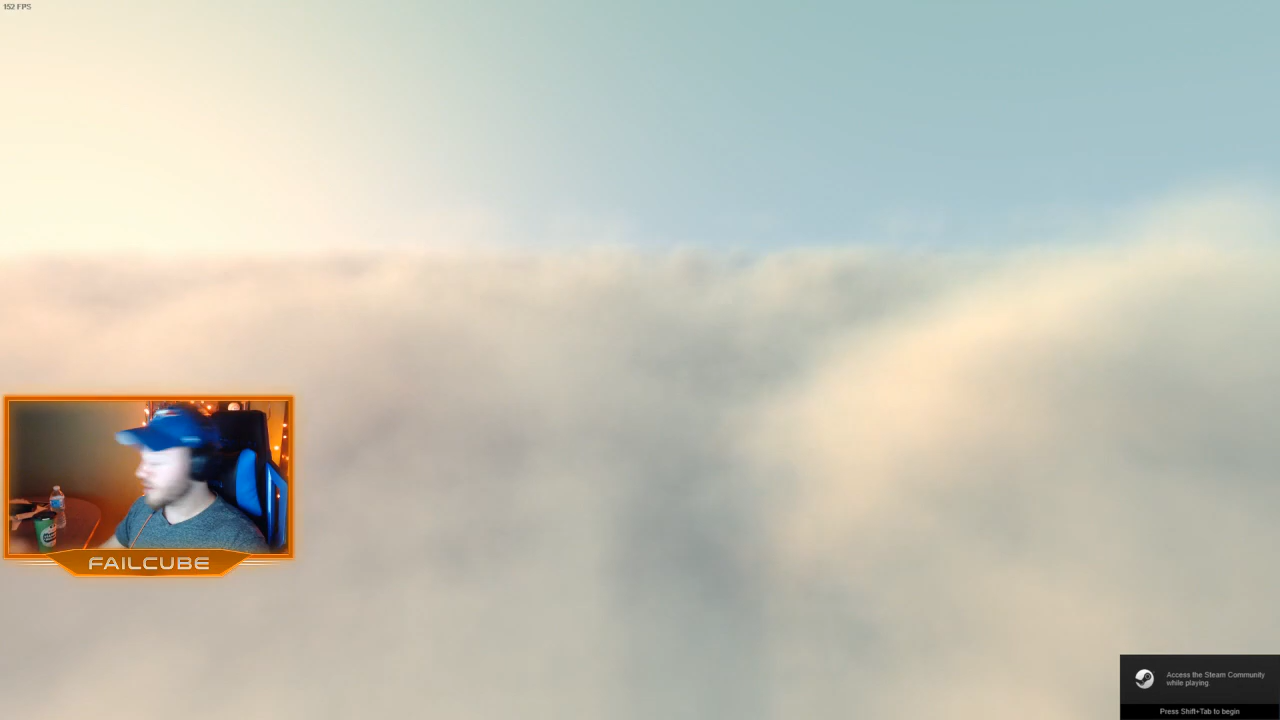 152 FPS
FAILCUBE
Access the Steam Community
while playing.
Press Shift+Tab to begin